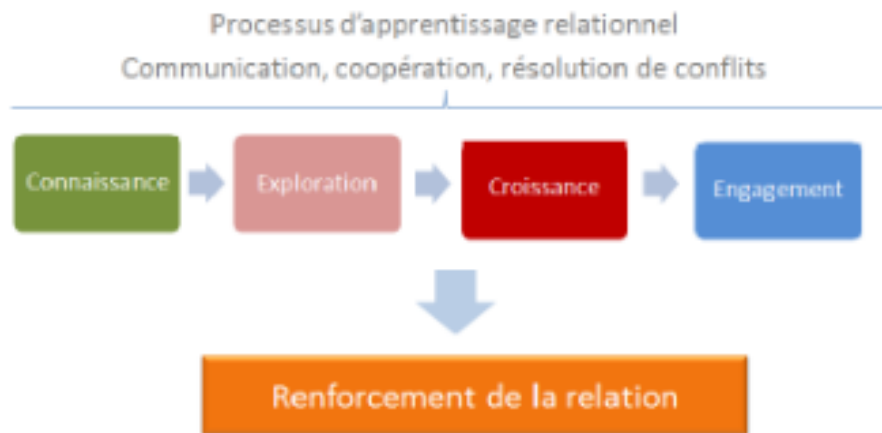 Processus d'apprentissage relationnel
Communication, coopération, résolution de conflits
Connaissance
Exploration
Croissance
Engagement
Renforcement de la relation